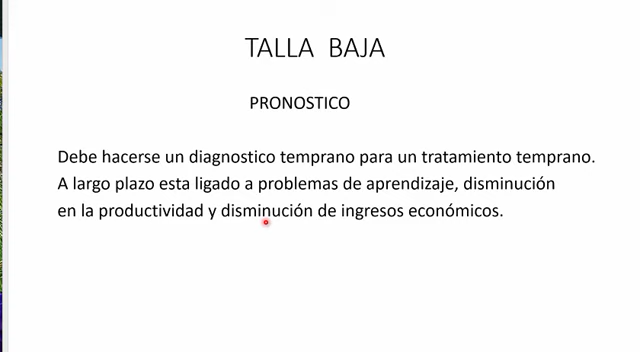 TALLA BAJA
PRONOSTICO
Debe hacerse un diagnostico temprano para un tratamiento temprano.
A largo plazo esta ligado a problemas de aprendizaje, disminución
en la productividad y disminución de ingresos económicos.